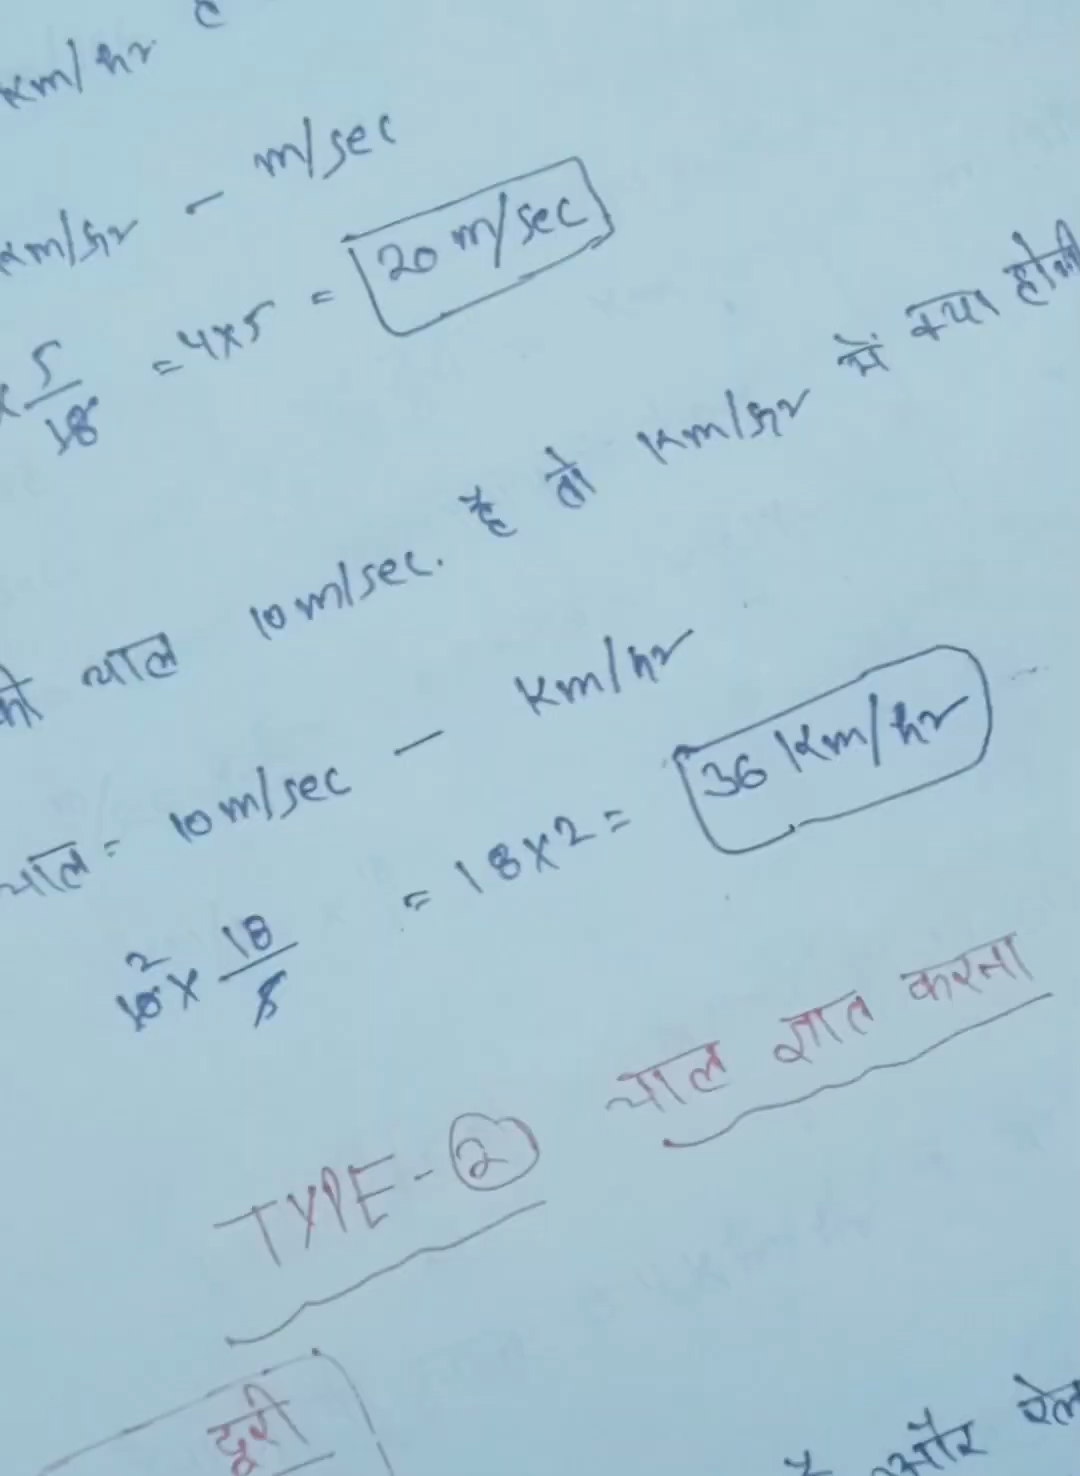 km/hr
km/hr - m/sec
× 5/18 = 4×5 = 20 m/sec
चाल 10 m/sec. है तो km/hr में क्या होगी
चाल = 10 m/sec - km/hr
2
10 × 18/5 = 18×2 = 36 km/hr
TYPE-2 चाल ज्ञात करना
दूरी
और रेल